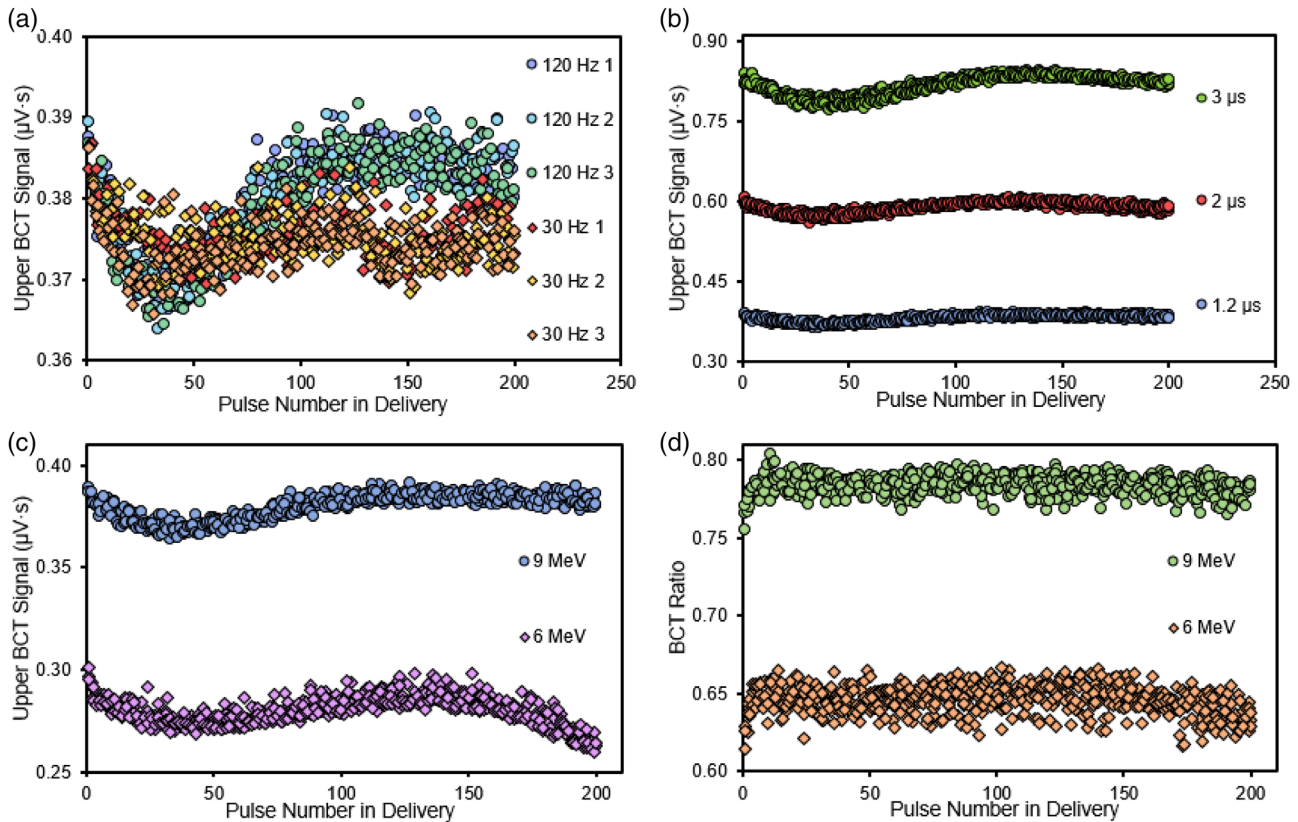 (a)
Upper BCT Signal (µV·s)
0.40
0.39
0.38
0.37
0.36
0
50
100
150
200
250
Pulse Number in Delivery
120 Hz 1
120 Hz 2
120 Hz 3
30 Hz 1
30 Hz 2
30 Hz 3
(b)
Upper BCT Signal (µV·s)
0.90
0.75
0.60
0.45
0.30
0
50
100
150
200
250
Pulse Number in Delivery
3 µs
2 µs
1.2 µs
(c)
Upper BCT Signal (µV·s)
0.40
0.35
0.30
0.25
0
50
100
150
200
Pulse Number in Delivery
9 MeV
6 MeV
(d)
BCT Ratio
0.80
0.75
0.70
0.65
0.60
0
50
100
150
200
Pulse Number in Delivery
9 MeV
6 MeV